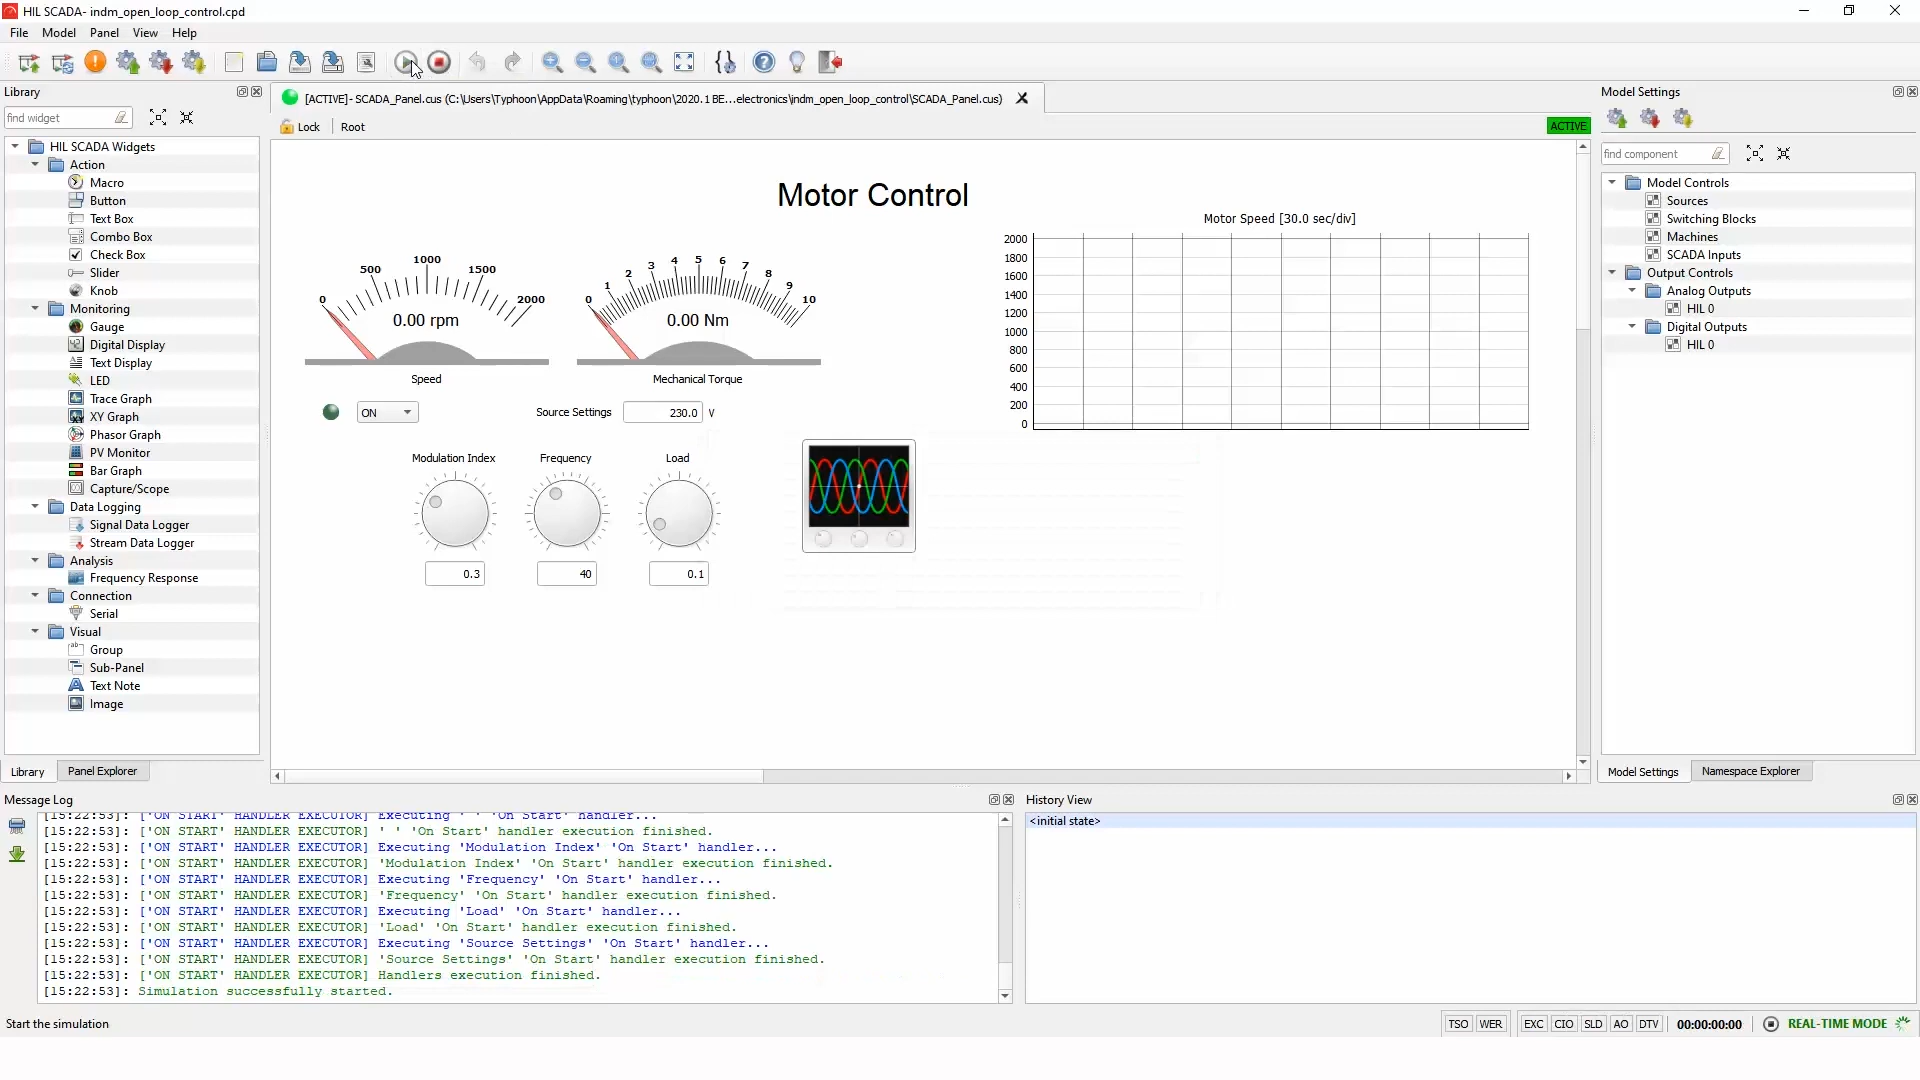 HIL SCADA- indm_open_loop_control.cpd
File Model Panel View Help
Library
find widget
HIL SCADA Widgets
Action
Macro
Button
Text Box
Combo Box
Check Box
Slider
Knob
Monitoring
Gauge
Digital Display
Text Display
LED
Trace Graph
XY Graph
Phasor Graph
PV Monitor
Bar Graph
Capture/Scope
Data Logging
Signal Data Logger
Stream Data Logger
Analysis
Frequency Response
Connection
Serial
Visual
Group
Sub-Panel
Text Note
Image
Library Panel Explorer
[ACTIVE]- SCADA_Panel.cus (C:\Users\Typhoon\AppData\Roaming\typhoon\2020.1 BE...electronics\indm_open_loop_control\SCADA_Panel.cus)
Lock Root ACTIVE
Motor Control
0 500 1000 1500 2000
0.00 rpm
Speed
0 1 2 3 4 5 6 7 8 9 10
0.00 Nm
Mechanical Torque
Motor Speed [30.0 sec/div]
2000
1800
1600
1400
1200
1000
800
600
400
200
0
ON Source Settings 230.0 V
Modulation Index Frequency Load
0.3 40 0.1
Model Settings
find component
Model Controls
Sources
Switching Blocks
Machines
SCADA Inputs
Output Controls
Analog Outputs
HIL 0
Digital Outputs
HIL 0
Model Settings Namespace Explorer
Message Log
[15:22:53]: ['ON START' HANDLER EXECUTOR] Executing ' ' 'On Start' handler...
[15:22:53]: ['ON START' HANDLER EXECUTOR] ' ' 'On Start' handler execution finished.
[15:22:53]: ['ON START' HANDLER EXECUTOR] Executing 'Modulation Index' 'On Start' handler...
[15:22:53]: ['ON START' HANDLER EXECUTOR] 'Modulation Index' 'On Start' handler execution finished.
[15:22:53]: ['ON START' HANDLER EXECUTOR] Executing 'Frequency' 'On Start' handler...
[15:22:53]: ['ON START' HANDLER EXECUTOR] 'Frequency' 'On Start' handler execution finished.
[15:22:53]: ['ON START' HANDLER EXECUTOR] Executing 'Load' 'On Start' handler...
[15:22:53]: ['ON START' HANDLER EXECUTOR] 'Load' 'On Start' handler execution finished.
[15:22:53]: ['ON START' HANDLER EXECUTOR] Executing 'Source Settings' 'On Start' handler...
[15:22:53]: ['ON START' HANDLER EXECUTOR] 'Source Settings' 'On Start' handler execution finished.
[15:22:53]: ['ON START' HANDLER EXECUTOR] Handlers execution finished.
[15:22:53]: Simulation successfully started.
History View
<initial state>
Start the simulation
TSO WER EXC CIO SLD AO DTV 00:00:00:00 REAL-TIME MODE